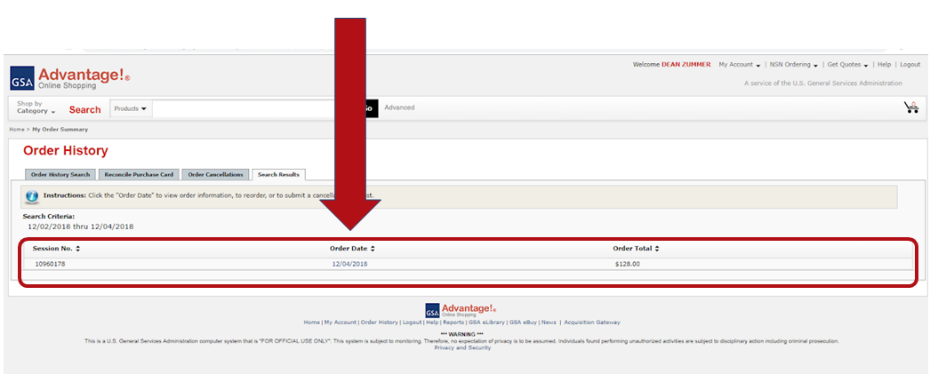 Welcome DEAN ZUMMER My Account | NSN Ordering | Get Quotes | Help | Logout
GSA Advantage!®
Online Shopping
A service of the U.S. General Services Administration
Shop by
Category Search Products Advanced
Home > My Order Summary
Order History
Order History Search Reconcile Purchase Card Order Cancellations Search Results
Instructions: Click the "Order Date" to view order information, to reorder, or to submit a
Search Criteria:
12/02/2018 thru 12/04/2018
Session No. Order Date Order Total
10960178 12/04/2018 $128.00
GSA Advantage!®
Online Shopping
Home | My Account | Order History | Logout | Help | Reports | GSA eLibrary | GSA eBuy | News | Acquisition Gateway
*** WARNING ***
This is a U.S. General Services Administration computer system that is "FOR OFFICIAL USE ONLY". This system is subject to monitoring. Therefore, no expectation of privacy is to be assumed. Individuals found performing unauthorized activities are subject to disciplinary action including criminal prosecution.
Privacy and Security